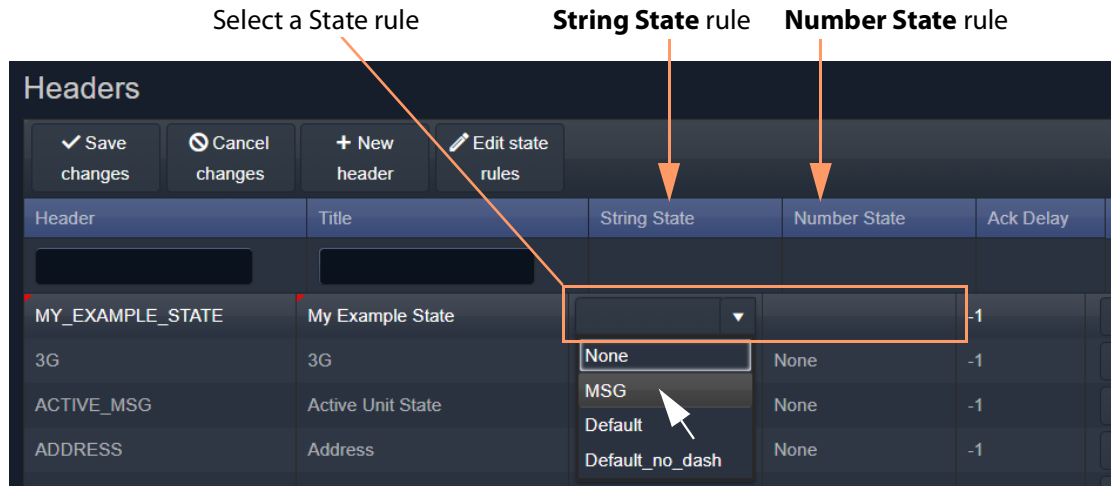 Select a State rule String State rule Number State rule
Headers
Save changes Cancel changes + New header Edit state rules
Header Title String State Number State Ack Delay
MY_EXAMPLE_STATE My Example State -1
3G 3G None None -1
ACTIVE_MSG Active Unit State MSG None -1
Default
ADDRESS Address Default_no_dash None -1